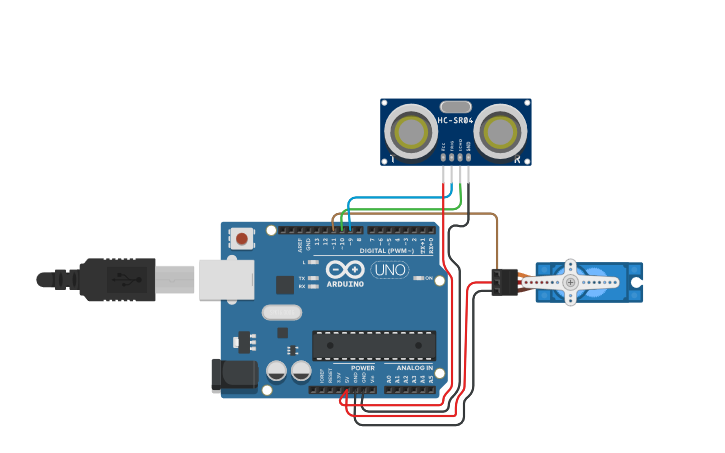 HC-SR04
VCC
TRIG
ECHO
GND
T
R
AREF
GND
13
12
~11
~10
~9
8
7
~6
~5
4
~3
2
TX→1
RX←0
DIGITAL (PWM~)
L
TX
RX
UNO
ON
ARDUINO
POWER
ANALOG IN
IOREF
RESET
3.3V
5V
GND
GND
Vin
A0
A1
A2
A3
A4
A5